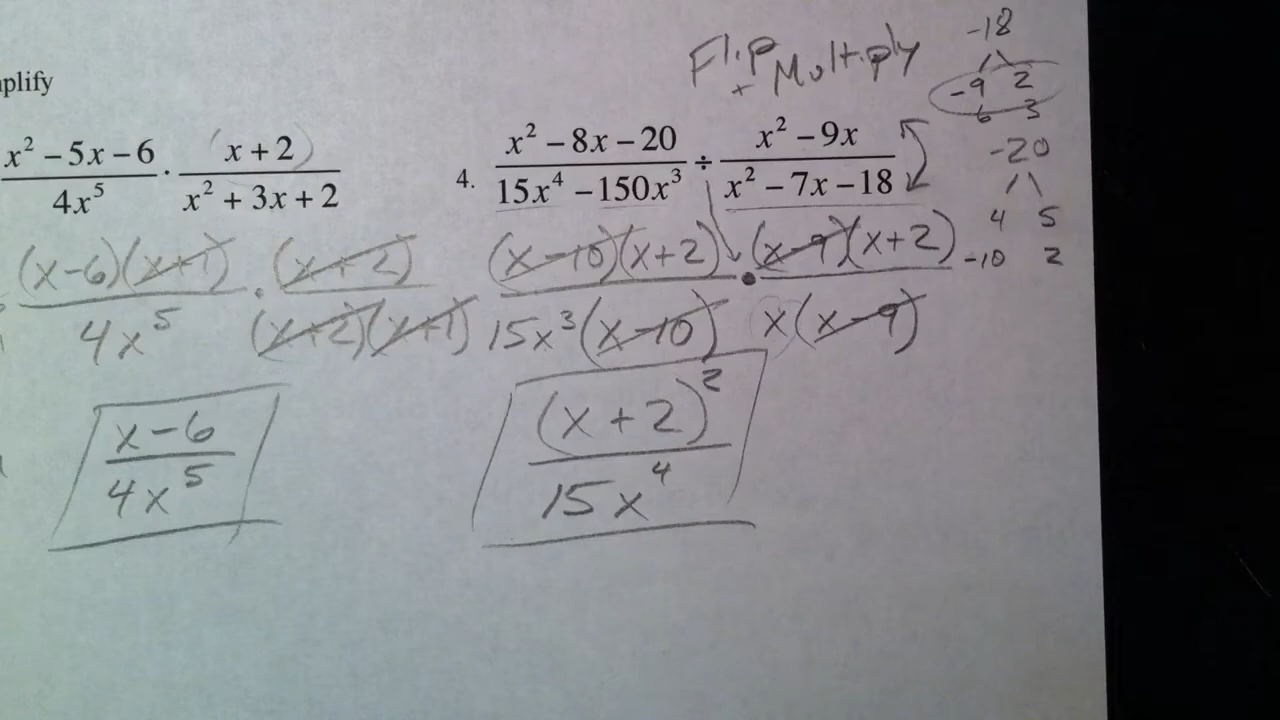 plify
x² - 5x - 6 / 4x⁵ · (x + 2) / x² + 3x + 2
(x-6)(x+1) / 4x⁵ · (x+2) / (x+2)(x+1)
x-6 / 4x⁵
Flip + Multiply
4. x² - 8x - 20 / 15x⁴ - 150x³ ÷ x² - 9x / x² - 7x - 18
(x-10)(x+2) / 15x³(x-10) • (x-9)(x+2) / x(x-9)
(x+2)² / 15x⁴
-18
-9 2
6 3
-20
4 5
-10 2